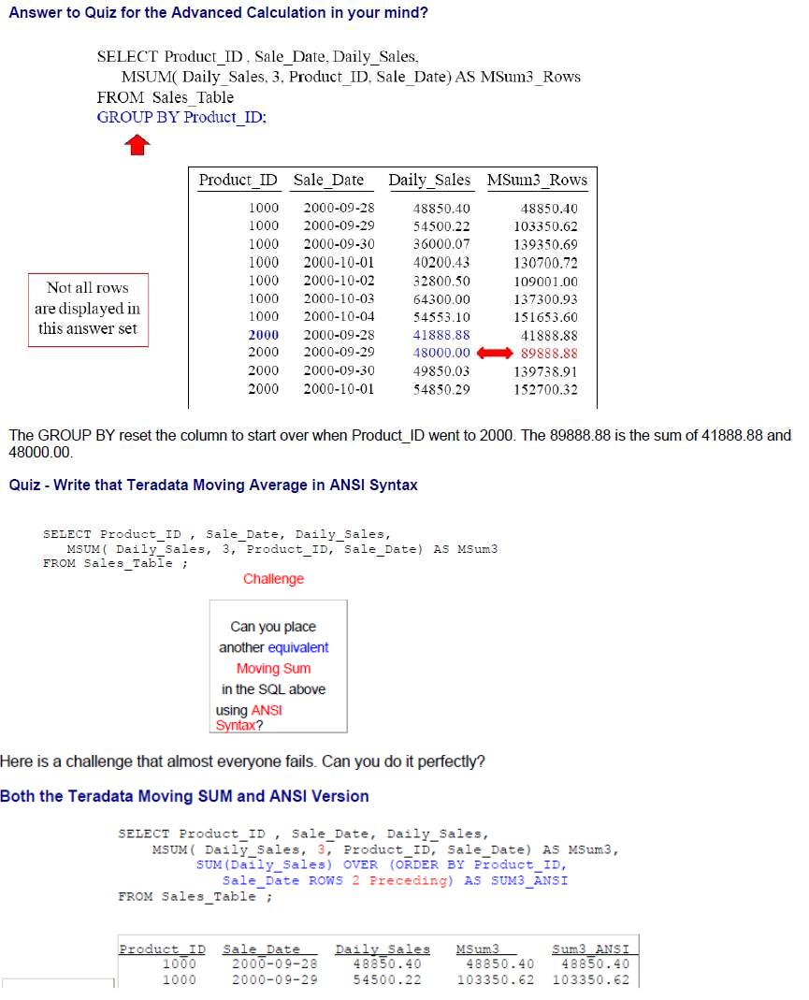 Answer to Quiz for the Advanced Calculation in your mind?
SELECT Product_ID , Sale_Date, Daily_Sales,
MSUM( Daily_Sales, 3, Product_ID, Sale_Date) AS MSum3_Rows
FROM Sales_Table
GROUP BY Product_ID;
Product_ID Sale_Date Daily_Sales MSum3_Rows
1000 2000-09-28 48850.40 48850.40
1000 2000-09-29 54500.22 103350.62
1000 2000-09-30 36000.07 139350.69
1000 2000-10-01 40200.43 130700.72
1000 2000-10-02 32800.50 109001.00
1000 2000-10-03 64300.00 137300.93
1000 2000-10-04 54553.10 151653.60
2000 2000-09-28 41888.88 41888.88
2000 2000-09-29 48000.00 89888.88
2000 2000-09-30 49850.03 139738.91
2000 2000-10-01 54850.29 152700.32
Not all rows
are displayed in
this answer set
The GROUP BY reset the column to start over when Product_ID went to 2000. The 89888.88 is the sum of 41888.88 and
48000.00.
Quiz - Write that Teradata Moving Average in ANSI Syntax
SELECT Product_ID , Sale_Date, Daily_Sales,
MSUM( Daily_Sales, 3, Product_ID, Sale_Date) AS MSum3
FROM Sales_Table ;
Challenge
Can you place
another equivalent
Moving Sum
in the SQL above
using ANSI
Syntax?
Here is a challenge that almost everyone fails. Can you do it perfectly?
Both the Teradata Moving SUM and ANSI Version
SELECT Product_ID , Sale_Date, Daily_Sales,
MSUM( Daily_Sales, 3, Product_ID, Sale_Date) AS MSum3,
SUM(Daily_Sales) OVER (ORDER BY Product_ID,
Sale_Date ROWS 2 Preceding) AS SUM3_ANSI
FROM Sales_Table ;
Product_ID Sale_Date Daily_Sales MSum3 Sum3_ANSI
1000 2000-09-28 48850.40 48850.40 48850.40
1000 2000-09-29 54500.22 103350.62 103350.62